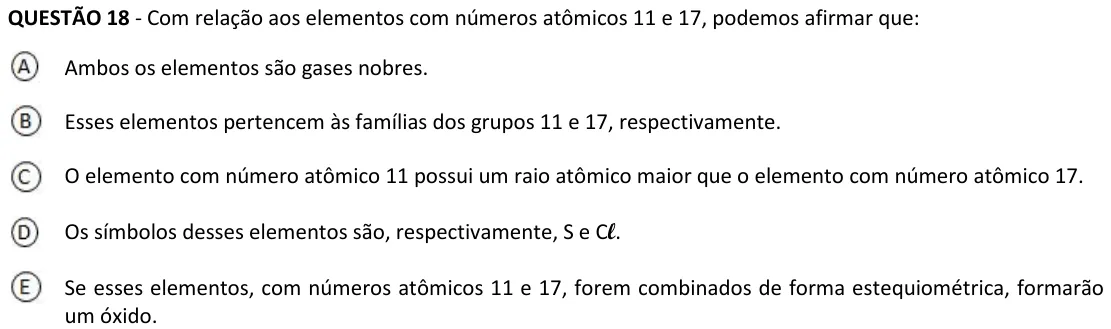 QUESTÃO 18 - Com relação aos elementos com números atômicos 11 e 17, podemos afirmar que:
A Ambos os elementos são gases nobres.
B Esses elementos pertencem às famílias dos grupos 11 e 17, respectivamente.
C O elemento com número atômico 11 possui um raio atômico maior que o elemento com número atômico 17.
D Os símbolos desses elementos são, respectivamente, S e Cℓ.
E Se esses elementos, com números atômicos 11 e 17, forem combinados de forma estequiométrica, formarão
um óxido.